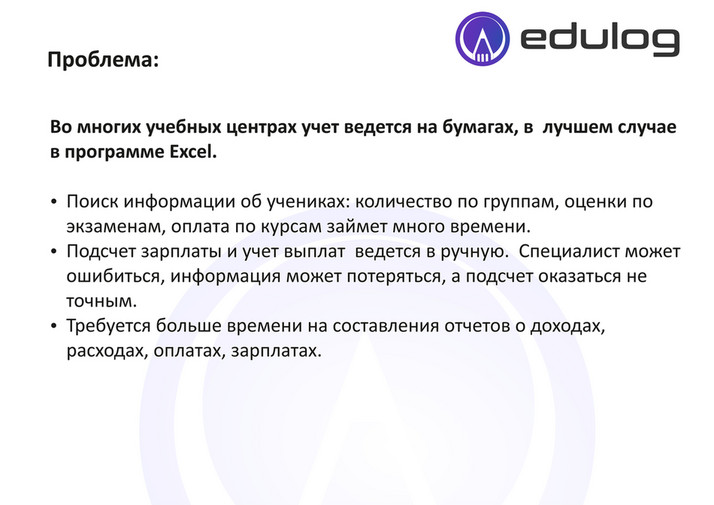 edulog
Проблема:
Во многих учебных центрах учет ведется на бумагах, в  лучшем случае
в программе Excel.
• Поиск информации об учениках: количество по группам, оценки по
экзаменам, оплата по курсам займет много времени.
• Подсчет зарплаты и учет выплат  ведется в ручную.  Специалист может
ошибиться, информация может потеряться, а подсчет оказаться не
точным.
• Требуется больше времени на составления отчетов о доходах,
расходах, оплатах, зарплатах.